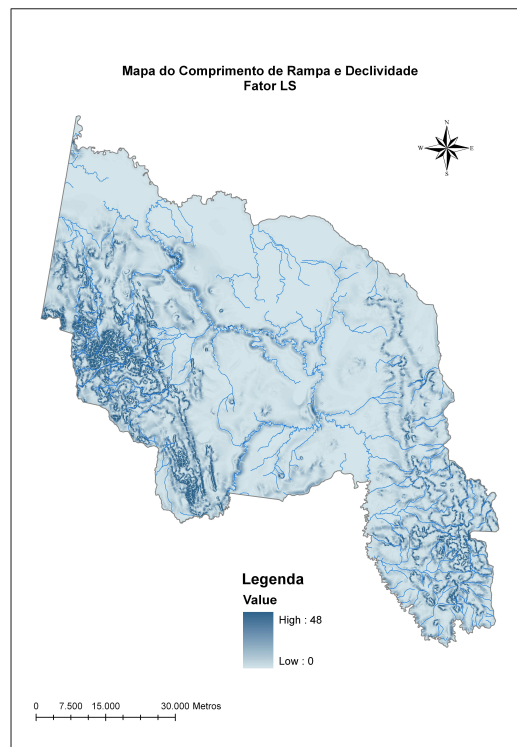 Mapa do Comprimento de Rampa e Declividade
Fator LS
N
W E
S
Legenda
Value
High : 48
Low : 0
0 7.500 15.000 30.000 Metros